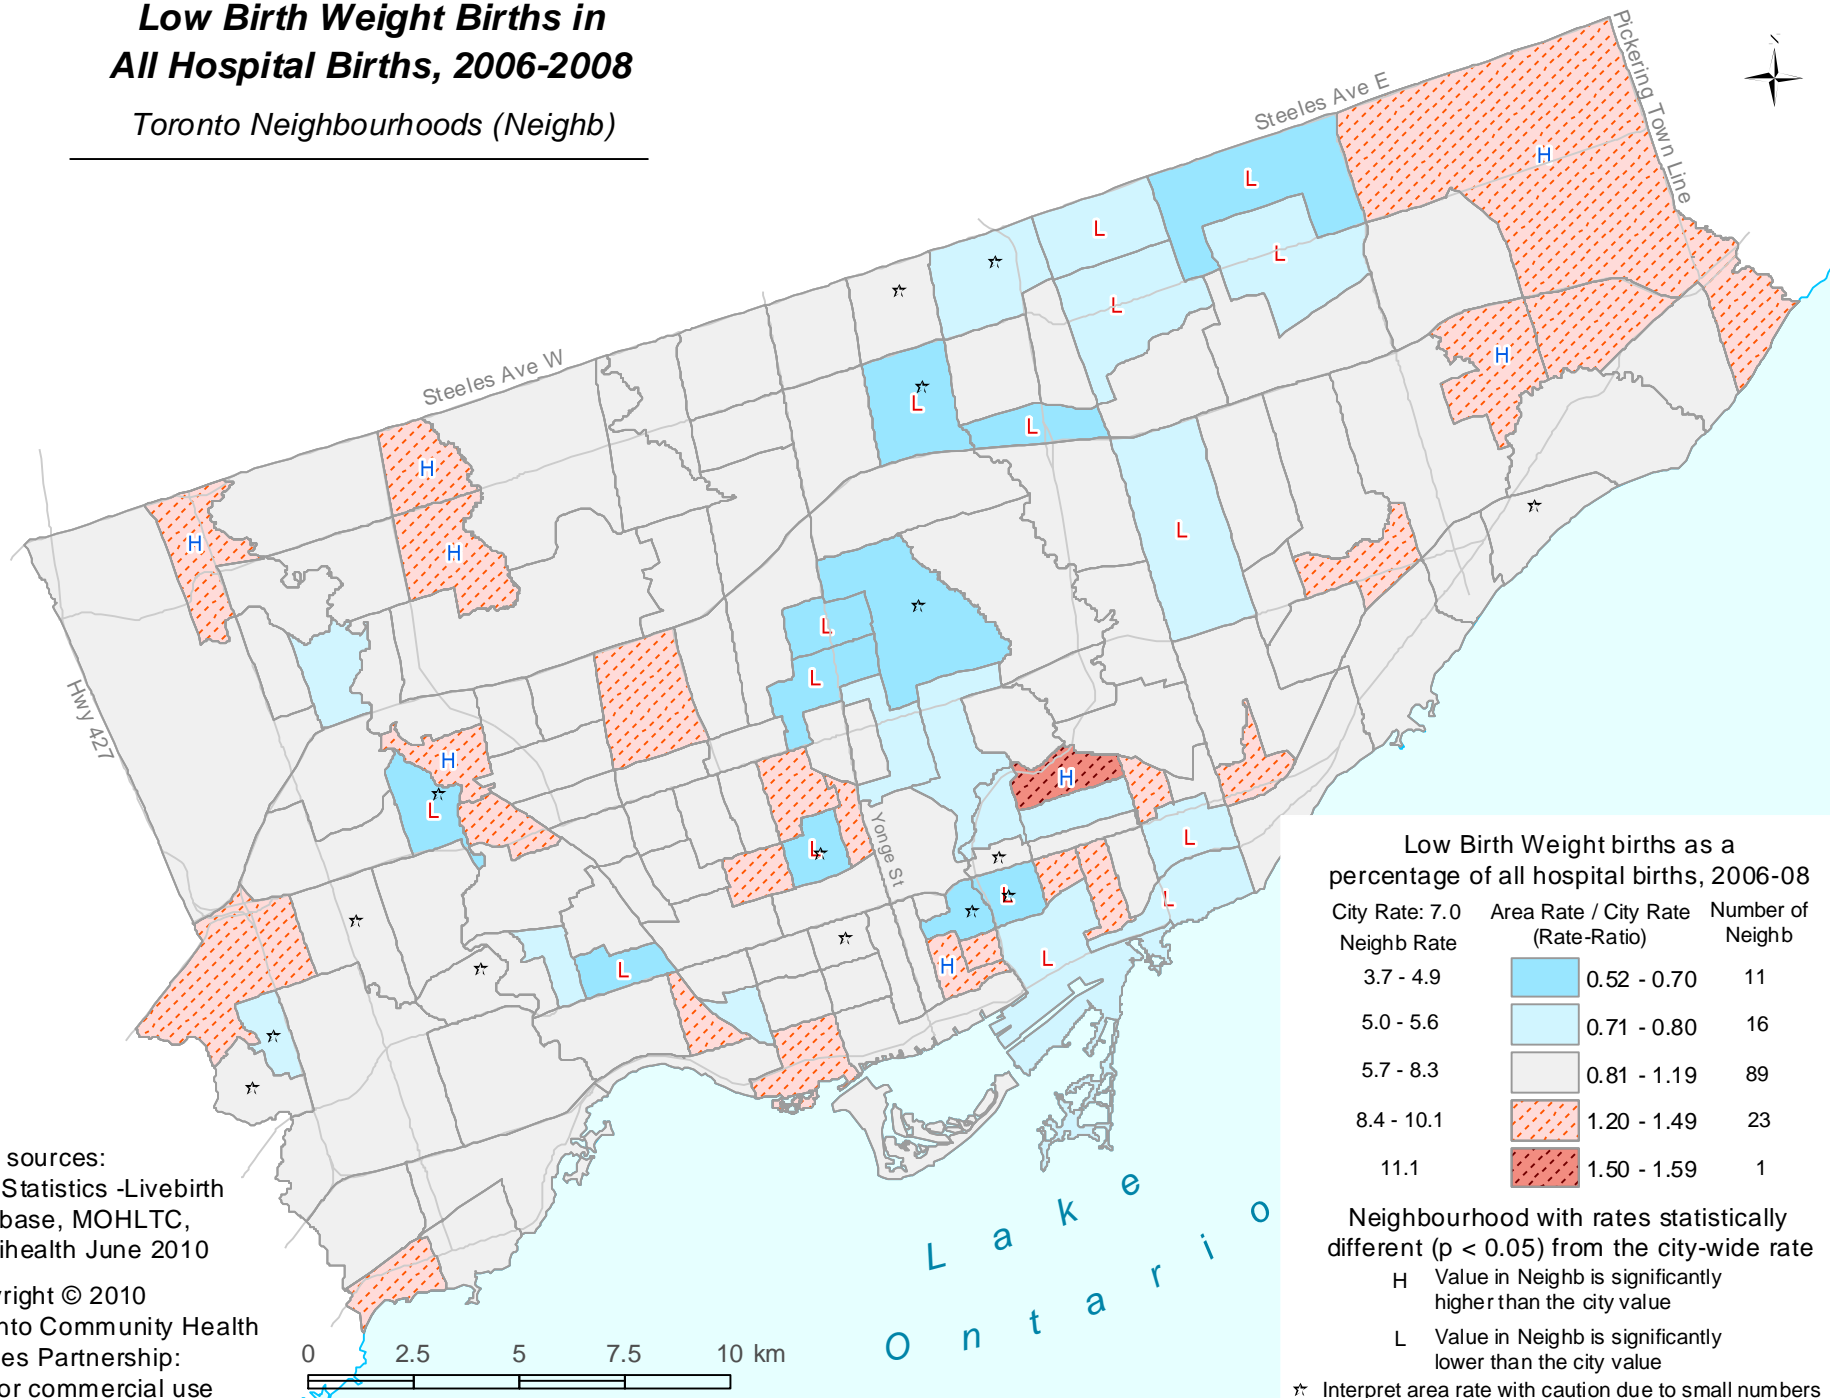 Low Birth Weight Births in
All Hospital Births, 2006-2008
Toronto Neighbourhoods (Neighb)
Steeles Ave E
Pickering Town Line
N
Steeles Ave W
Hwy 427
Yonge St
H
L
L
L
L
H
L
L
H
H
H
L
L
L
H
L
H
L
L
L
L
L
H
L
L
Lake
Ontario
Low Birth Weight births as a
percentage of all hospital births, 2006-08
City Rate: 7.0 Area Rate / City Rate Number of
Neighb Rate (Rate-Ratio) Neighb
3.7 - 4.9 0.52 - 0.70 11
5.0 - 5.6 0.71 - 0.80 16
5.7 - 8.3 0.81 - 1.19 89
8.4 - 10.1 1.20 - 1.49 23
11.1 1.50 - 1.59 1
Neighbourhood with rates statistically
different (p < 0.05) from the city-wide rate
H Value in Neighb is significantly
higher than the city value
L Value in Neighb is significantly
lower than the city value
Interpret area rate with caution due to small numbers
sources:
Statistics -Livebirth
base, MOHLTC,
ihealth June 2010
right © 2010
nto Community Health
es Partnership:
or commercial use
0 2.5 5 7.5 10 km